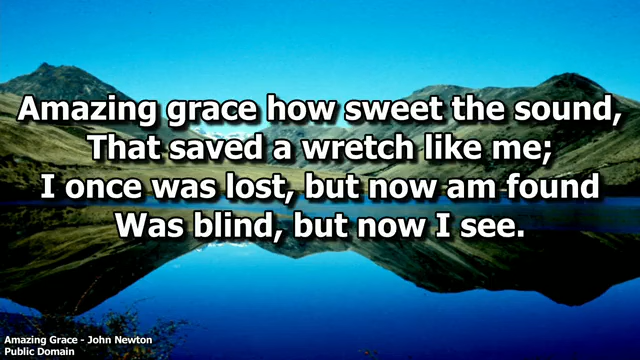 Amazing grace how sweet the sound,
That saved a wretch like me;
I once was lost, but now am found
Was blind, but now I see.
Amazing Grace - John Newton
Public Domain